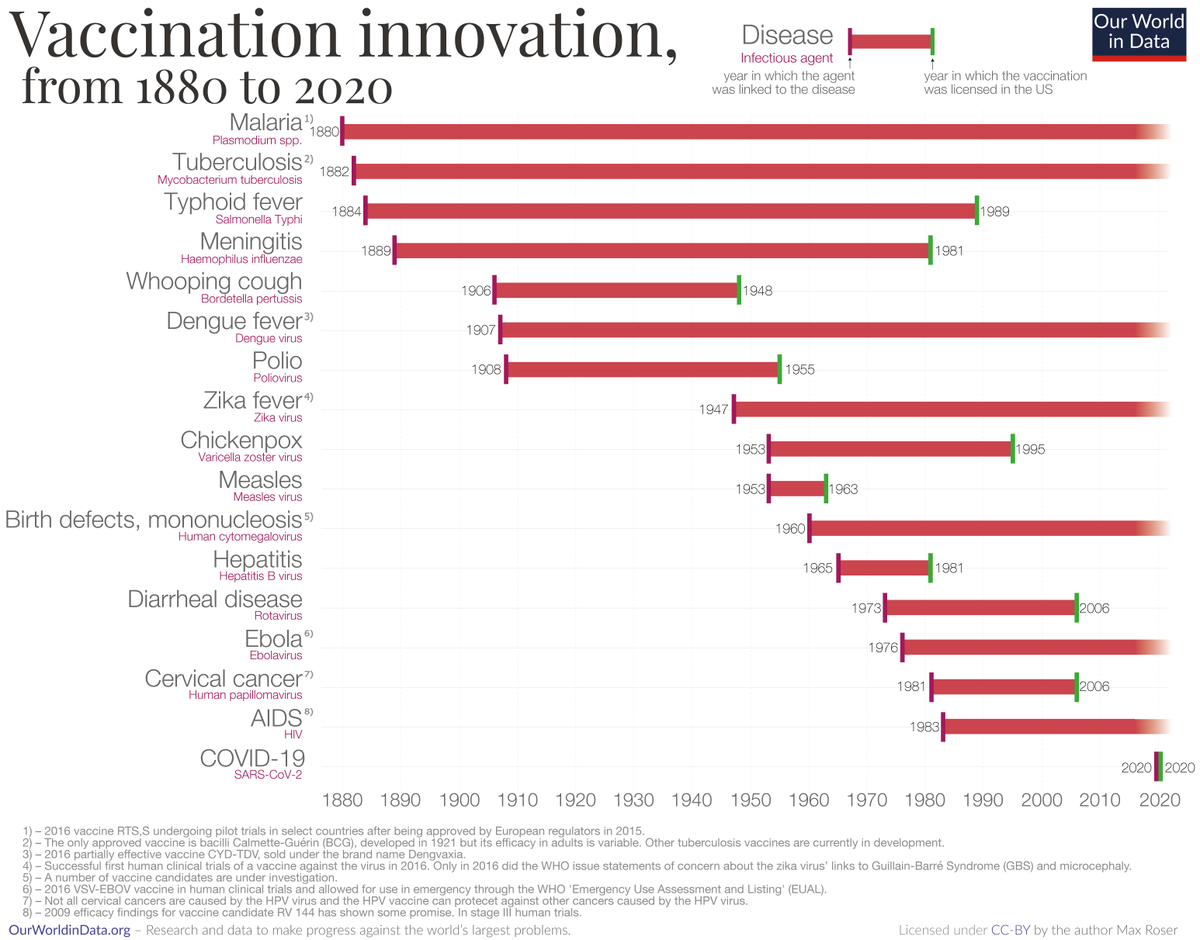 Vaccination innovation,
from 1880 to 2020
Disease
Infectious agent
year in which the agent
was linked to the disease
year in which the vaccination
was licensed in the US
Our World
in Data
Malaria 1)
Plasmodium spp.
1880
Tuberculosis 2)
Mycobacterium tuberculosis
1882
Typhoid fever
Salmonella Typhi
1884 1989
Meningitis
Haemophilus influenzae
1889 1981
Whooping cough
Bordetella pertussis
1906 1948
Dengue fever 3)
Dengue virus
1907
Polio
Poliovirus
1908 1955
Zika fever 4)
Zika virus
1947
Chickenpox
Varicella zoster virus
1953 1995
Measles
Measles virus
1953 1963
Birth defects, mononucleosis 5)
Human cytomegalovirus
1960
Hepatitis
Hepatitis B virus
1965 1981
Diarrheal disease
Rotavirus
1973 2006
Ebola 6)
Ebolavirus
1976
Cervical cancer 7)
Human papillomavirus
1981 2006
AIDS 8)
HIV
1983
COVID-19
SARS-CoV-2
2020 2020
1880 1890 1900 1910 1920 1930 1940 1950 1960 1970 1980 1990 2000 2010 2020
1) – 2016 vaccine RTS,S undergoing pilot trials in select countries after being approved by European regulators in 2015.
2) – The only approved vaccine is bacilli Calmette-Guérin (BCG), developed in 1921 but its efficacy in adults is variable. Other tuberculosis vaccines are currently in development.
3) – 2016 partially effective vaccine CYD-TDV, sold under the brand name Dengvaxia.
4) – Successful first human clinical trials of a vaccine against the virus in 2016. Only in 2016 did the WHO issue statements of concern about the zika virus' links to Guillain-Barré Syndrome (GBS) and microcephaly.
5) – A number of vaccine candidates are under investigation.
6) – 2016 VSV-EBOV vaccine in human clinical trials and allowed for use in emergency through the WHO 'Emergency Use Assessment and Listing' (EUAL).
7) – Not all cervical cancers are caused by the HPV virus and the HPV vaccine can protecet against other cancers caused by the HPV virus.
8) – 2009 efficacy findings for vaccine candidate RV 144 has shown some promise. In stage III human trials.
OurWorldinData.org – Research and data to make progress against the world's largest problems.
Licensed under CC-BY by the author Max Roser